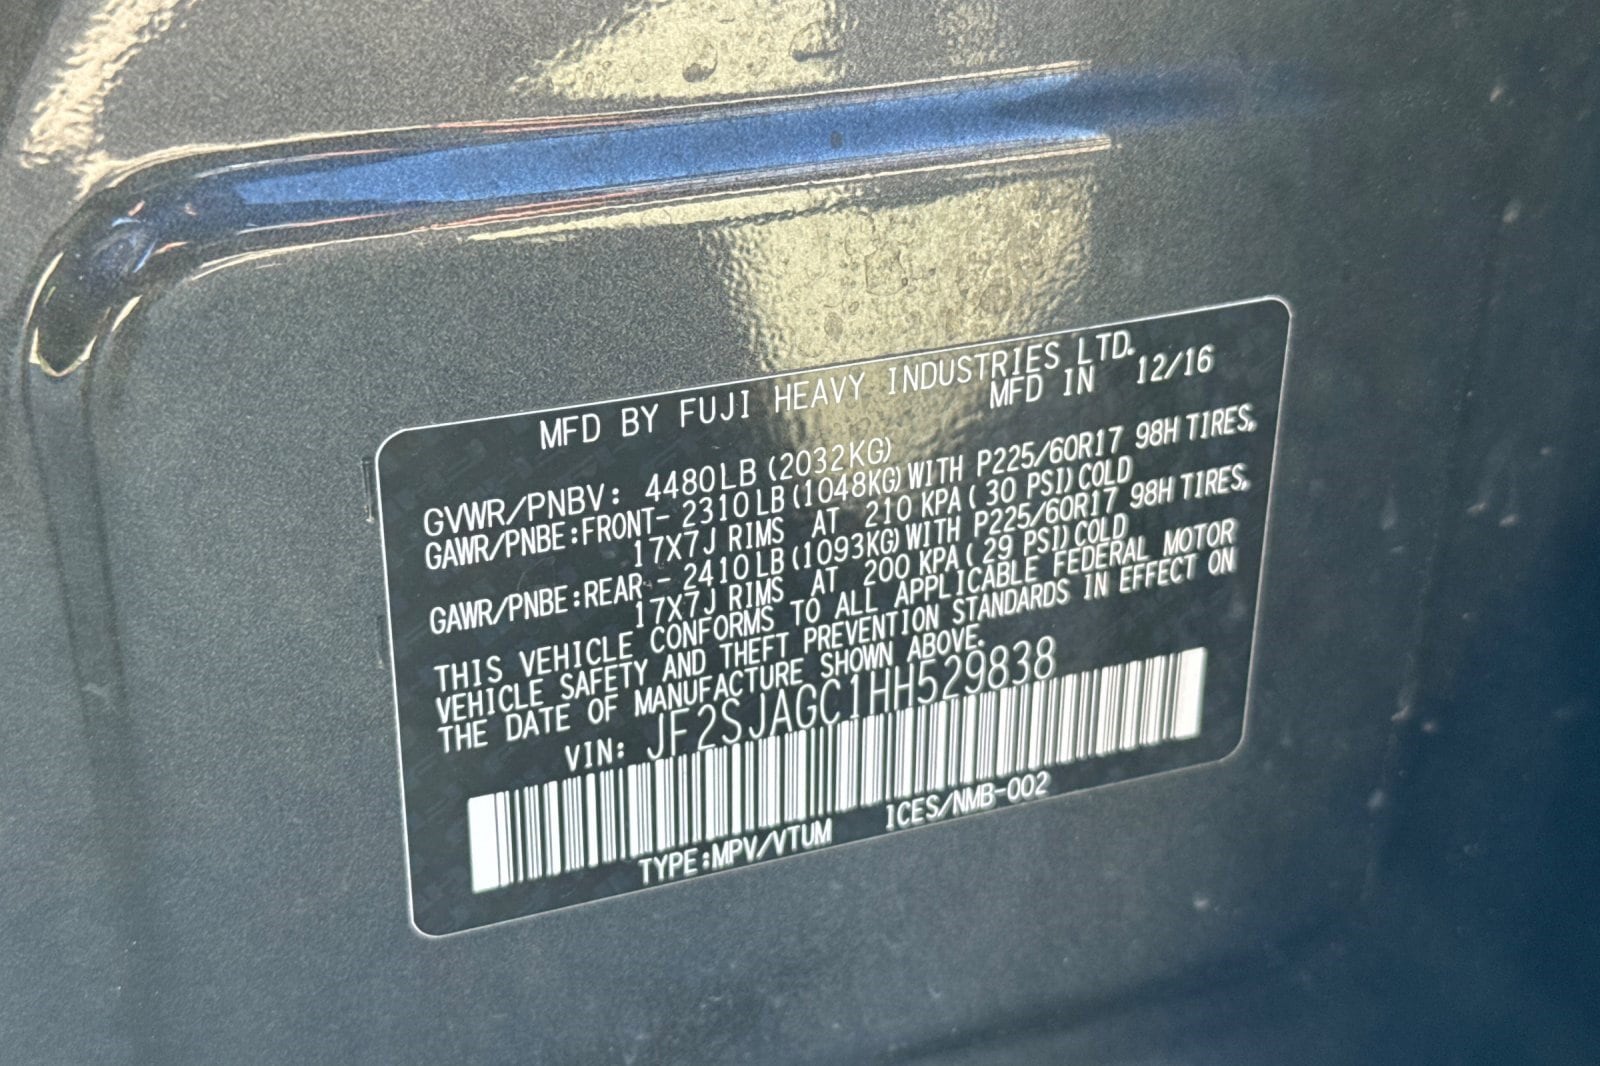 MFD BY FUJI HEAVY INDUSTRIES LTD.
MFD IN 12/16
GVWR/PNBV: 4480LB(2032KG)
GAWR/PNBE:FRONT- 2310LB(1048KG)WITH P225/60R17 98H TIRES,
17X7J RIMS AT 210 KPA( 30 PSI)COLD
GAWR/PNBE:REAR - 2410LB(1093KG)WITH P225/60R17 98H TIRES,
17X7J RIMS AT 200 KPA( 29 PSI)COLD
THIS VEHICLE CONFORMS TO ALL APPLICABLE FEDERAL MOTOR
VEHICLE SAFETY AND THEFT PREVENTION STANDARDS IN EFFECT ON
THE DATE OF MANUFACTURE SHOWN ABOVE.
VIN: JF2SJAGC1HH529838
TYPE:MPV/VTUM ICES/NMB-002